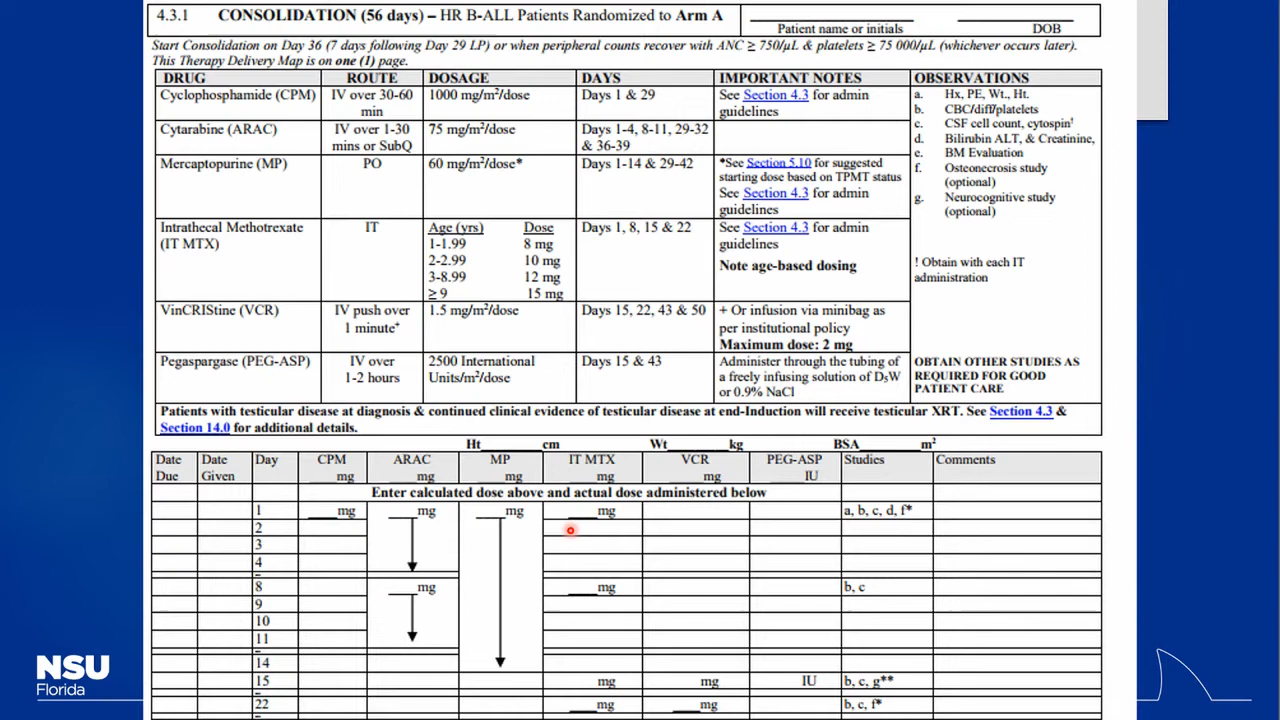 4.3.1 CONSOLIDATION (56 days) – HR B-ALL Patients Randomized to Arm A
Patient name or initials DOB
Start Consolidation on Day 36 (7 days following Day 29 LP) or when peripheral counts recover with ANC ≥ 750/µL & platelets ≥ 75 000/µL (whichever occurs later).
This Therapy Delivery Map is on one (1) page.
DRUG ROUTE DOSAGE DAYS IMPORTANT NOTES OBSERVATIONS
Cyclophosphamide (CPM) IV over 30-60 min 1000 mg/m²/dose Days 1 & 29 See Section 4.3 for admin guidelines
Cytarabine (ARAC) IV over 1-30 mins or SubQ 75 mg/m²/dose Days 1-4, 8-11, 29-32 & 36-39
Mercaptopurine (MP) PO 60 mg/m²/dose* Days 1-14 & 29-42 *See Section 5.10 for suggested starting dose based on TPMT status
See Section 4.3 for admin guidelines
Intrathecal Methotrexate (IT MTX) IT Age (yrs) Dose
1-1.99 8 mg
2-2.99 10 mg
3-8.99 12 mg
≥ 9 15 mg
Days 1, 8, 15 & 22 See Section 4.3 for admin guidelines
Note age-based dosing
VinCRIStine (VCR) IV push over 1 minute+ 1.5 mg/m²/dose Days 15, 22, 43 & 50 + Or infusion via minibag as per institutional policy
Maximum dose: 2 mg
Pegaspargase (PEG-ASP) IV over 1-2 hours 2500 International Units/m²/dose Days 15 & 43 Administer through the tubing of a freely infusing solution of D₅W or 0.9% NaCl
a. Hx, PE, Wt., Ht.
b. CBC/diff/platelets
c. CSF cell count, cytospin!
d. Bilirubin ALT, & Creatinine,
e. BM Evaluation
f. Osteonecrosis study (optional)
g. Neurocognitive study (optional)
! Obtain with each IT administration
OBTAIN OTHER STUDIES AS REQUIRED FOR GOOD PATIENT CARE
Patients with testicular disease at diagnosis & continued clinical evidence of testicular disease at end-Induction will receive testicular XRT. See Section 4.3 &
Section 14.0 for additional details.
Ht cm Wt kg BSA m²
Date Due Date Given Day CPM mg ARAC mg MP mg IT MTX mg VCR mg PEG-ASP IU Studies Comments
Enter calculated dose above and actual dose administered below
1 mg mg mg mg a, b, c, d, f*
2
3
4
8 mg mg b, c
9
10
11
14
15 mg mg IU b, c, g**
22 mg mg b, c, f*
NSU
Florida